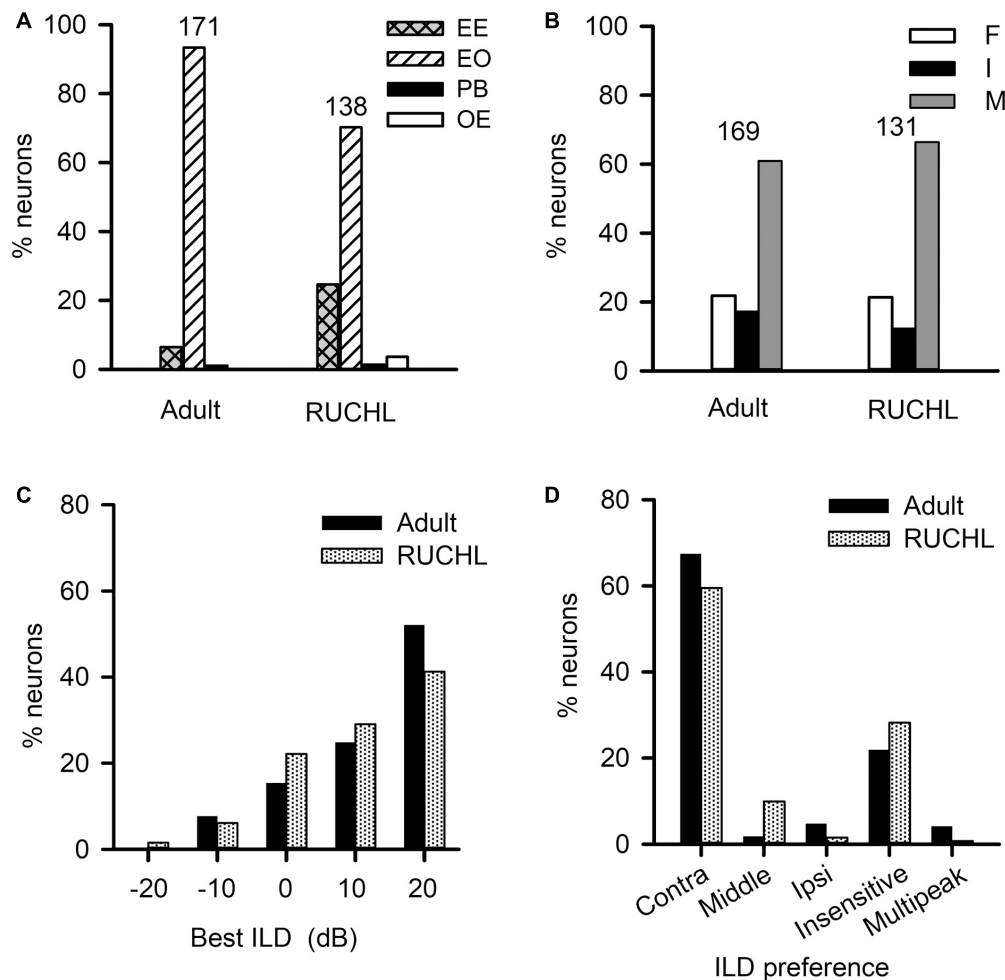 A
100
171
EE
EO
PB
OE
80
138
60
40
20
0
% neurons
Adult
RUCHL
B
100
F
I
M
80
169
131
60
40
20
0
% neurons
Adult
RUCHL
C
80
Adult
RUCHL
60
40
20
0
% neurons
-20 -10 0 10 20
Best ILD (dB)
D
80
Adult
RUCHL
60
40
20
0
% neurons
Contra Middle Ipsi Insensitive Multipeak
ILD preference